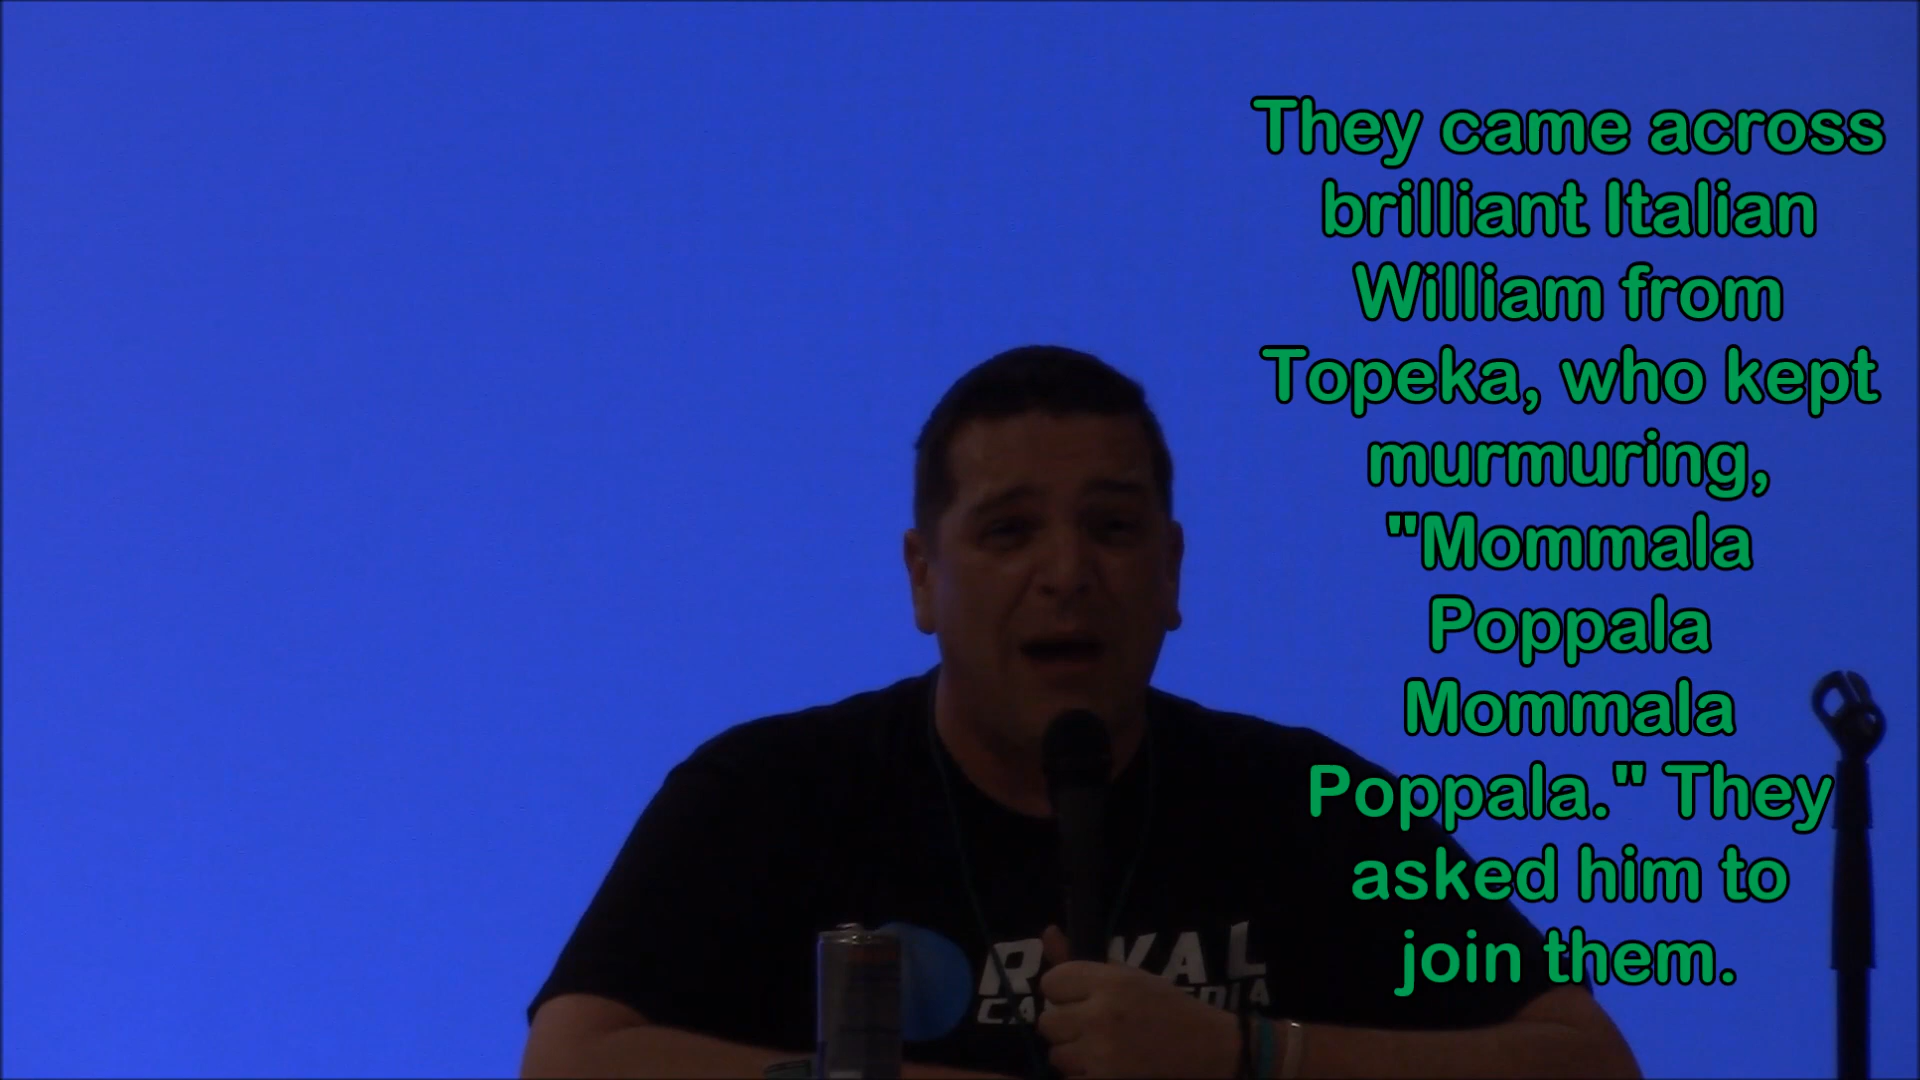 They came across
brilliant Italian
William from
Topeka, who kept
murmuring,
"Mommala
Poppala
Mommala
Poppala." They
asked him to
join them.